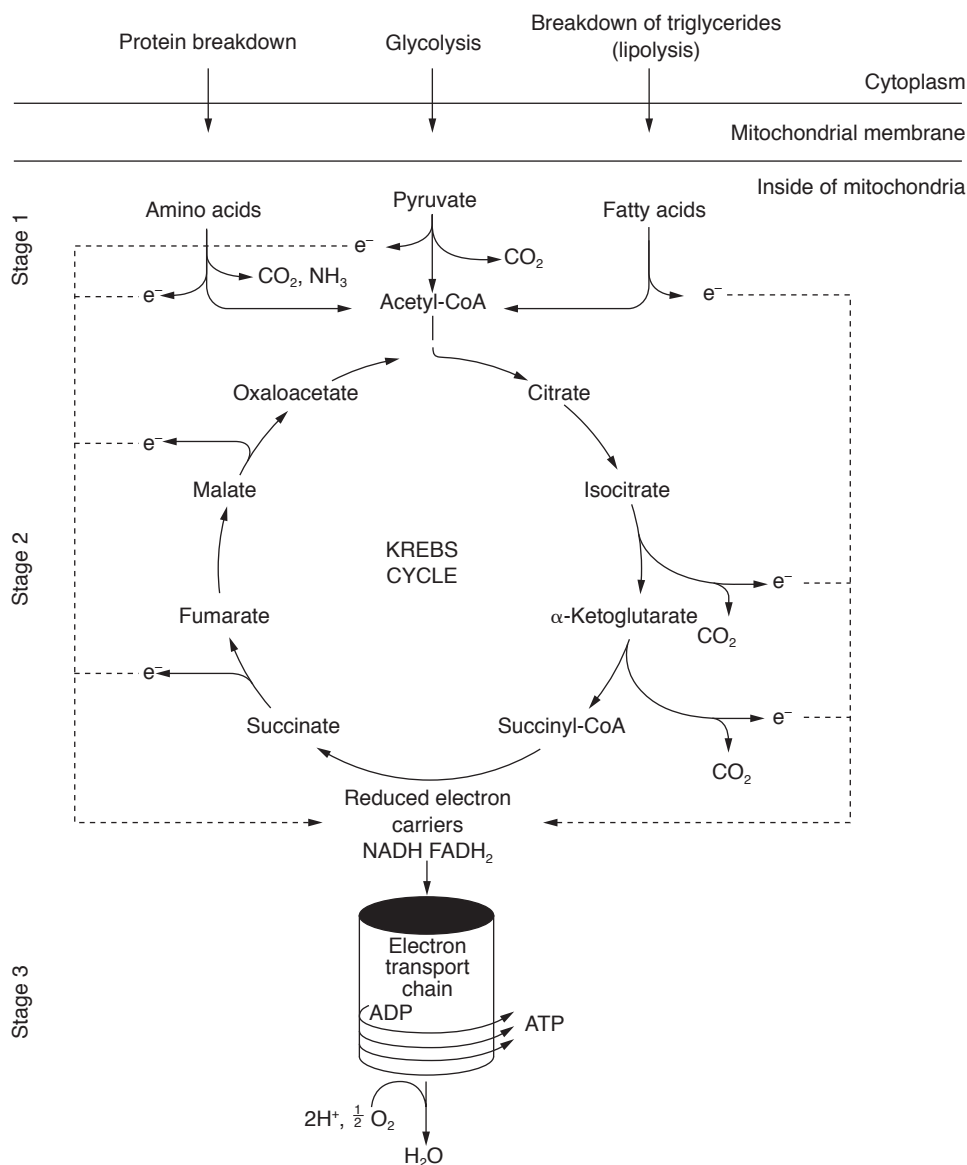 Protein breakdown
Glycolysis
Breakdown of triglycerides
(lipolysis)
Cytoplasm
Mitochondrial membrane
Inside of mitochondria
Stage 1
Amino acids
Pyruvate
Fatty acids
e⁻
CO₂
CO₂, NH₃
e⁻
Acetyl-CoA
e⁻
Oxaloacetate
Citrate
e⁻
Malate
Isocitrate
Stage 2
KREBS
CYCLE
e⁻
Fumarate
α-Ketoglutarate
CO₂
e⁻
Succinate
Succinyl-CoA
e⁻
CO₂
Reduced electron
carriers
NADH FADH₂
Stage 3
Electron
transport
chain
ADP
ATP
2H⁺, ½ O₂
H₂O